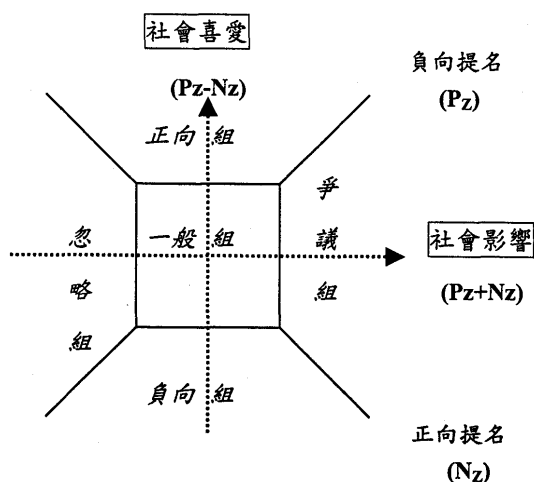 社會喜愛
(Pz-Nz)
負向提名
(Pz)
正向組
爭議組
忽略組
一般組
社會影響
(Pz+Nz)
負向組
正向提名
(Nz)